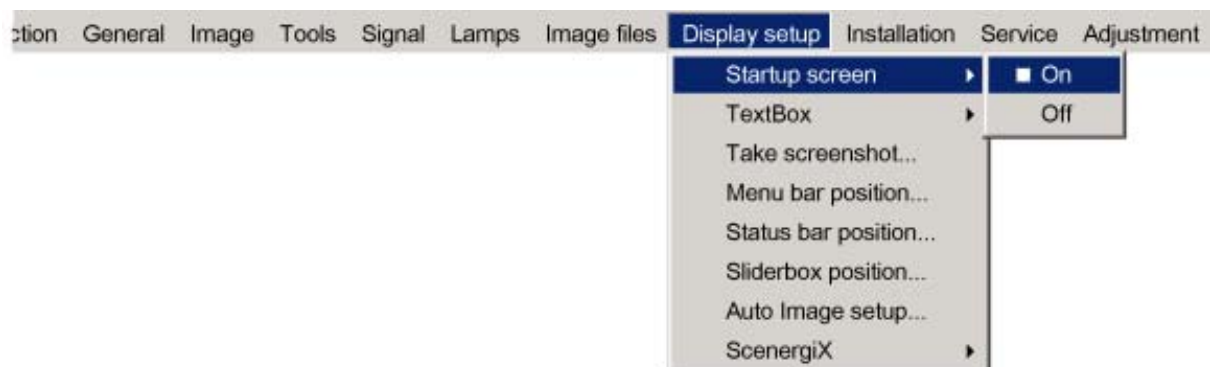 ction General Image Tools Signal Lamps Image files Display setup Installation Service Adjustment
Startup screen On
TextBox Off
Take screenshot...
Menu bar position...
Status bar position...
Sliderbox position...
Auto Image setup...
ScenergiX